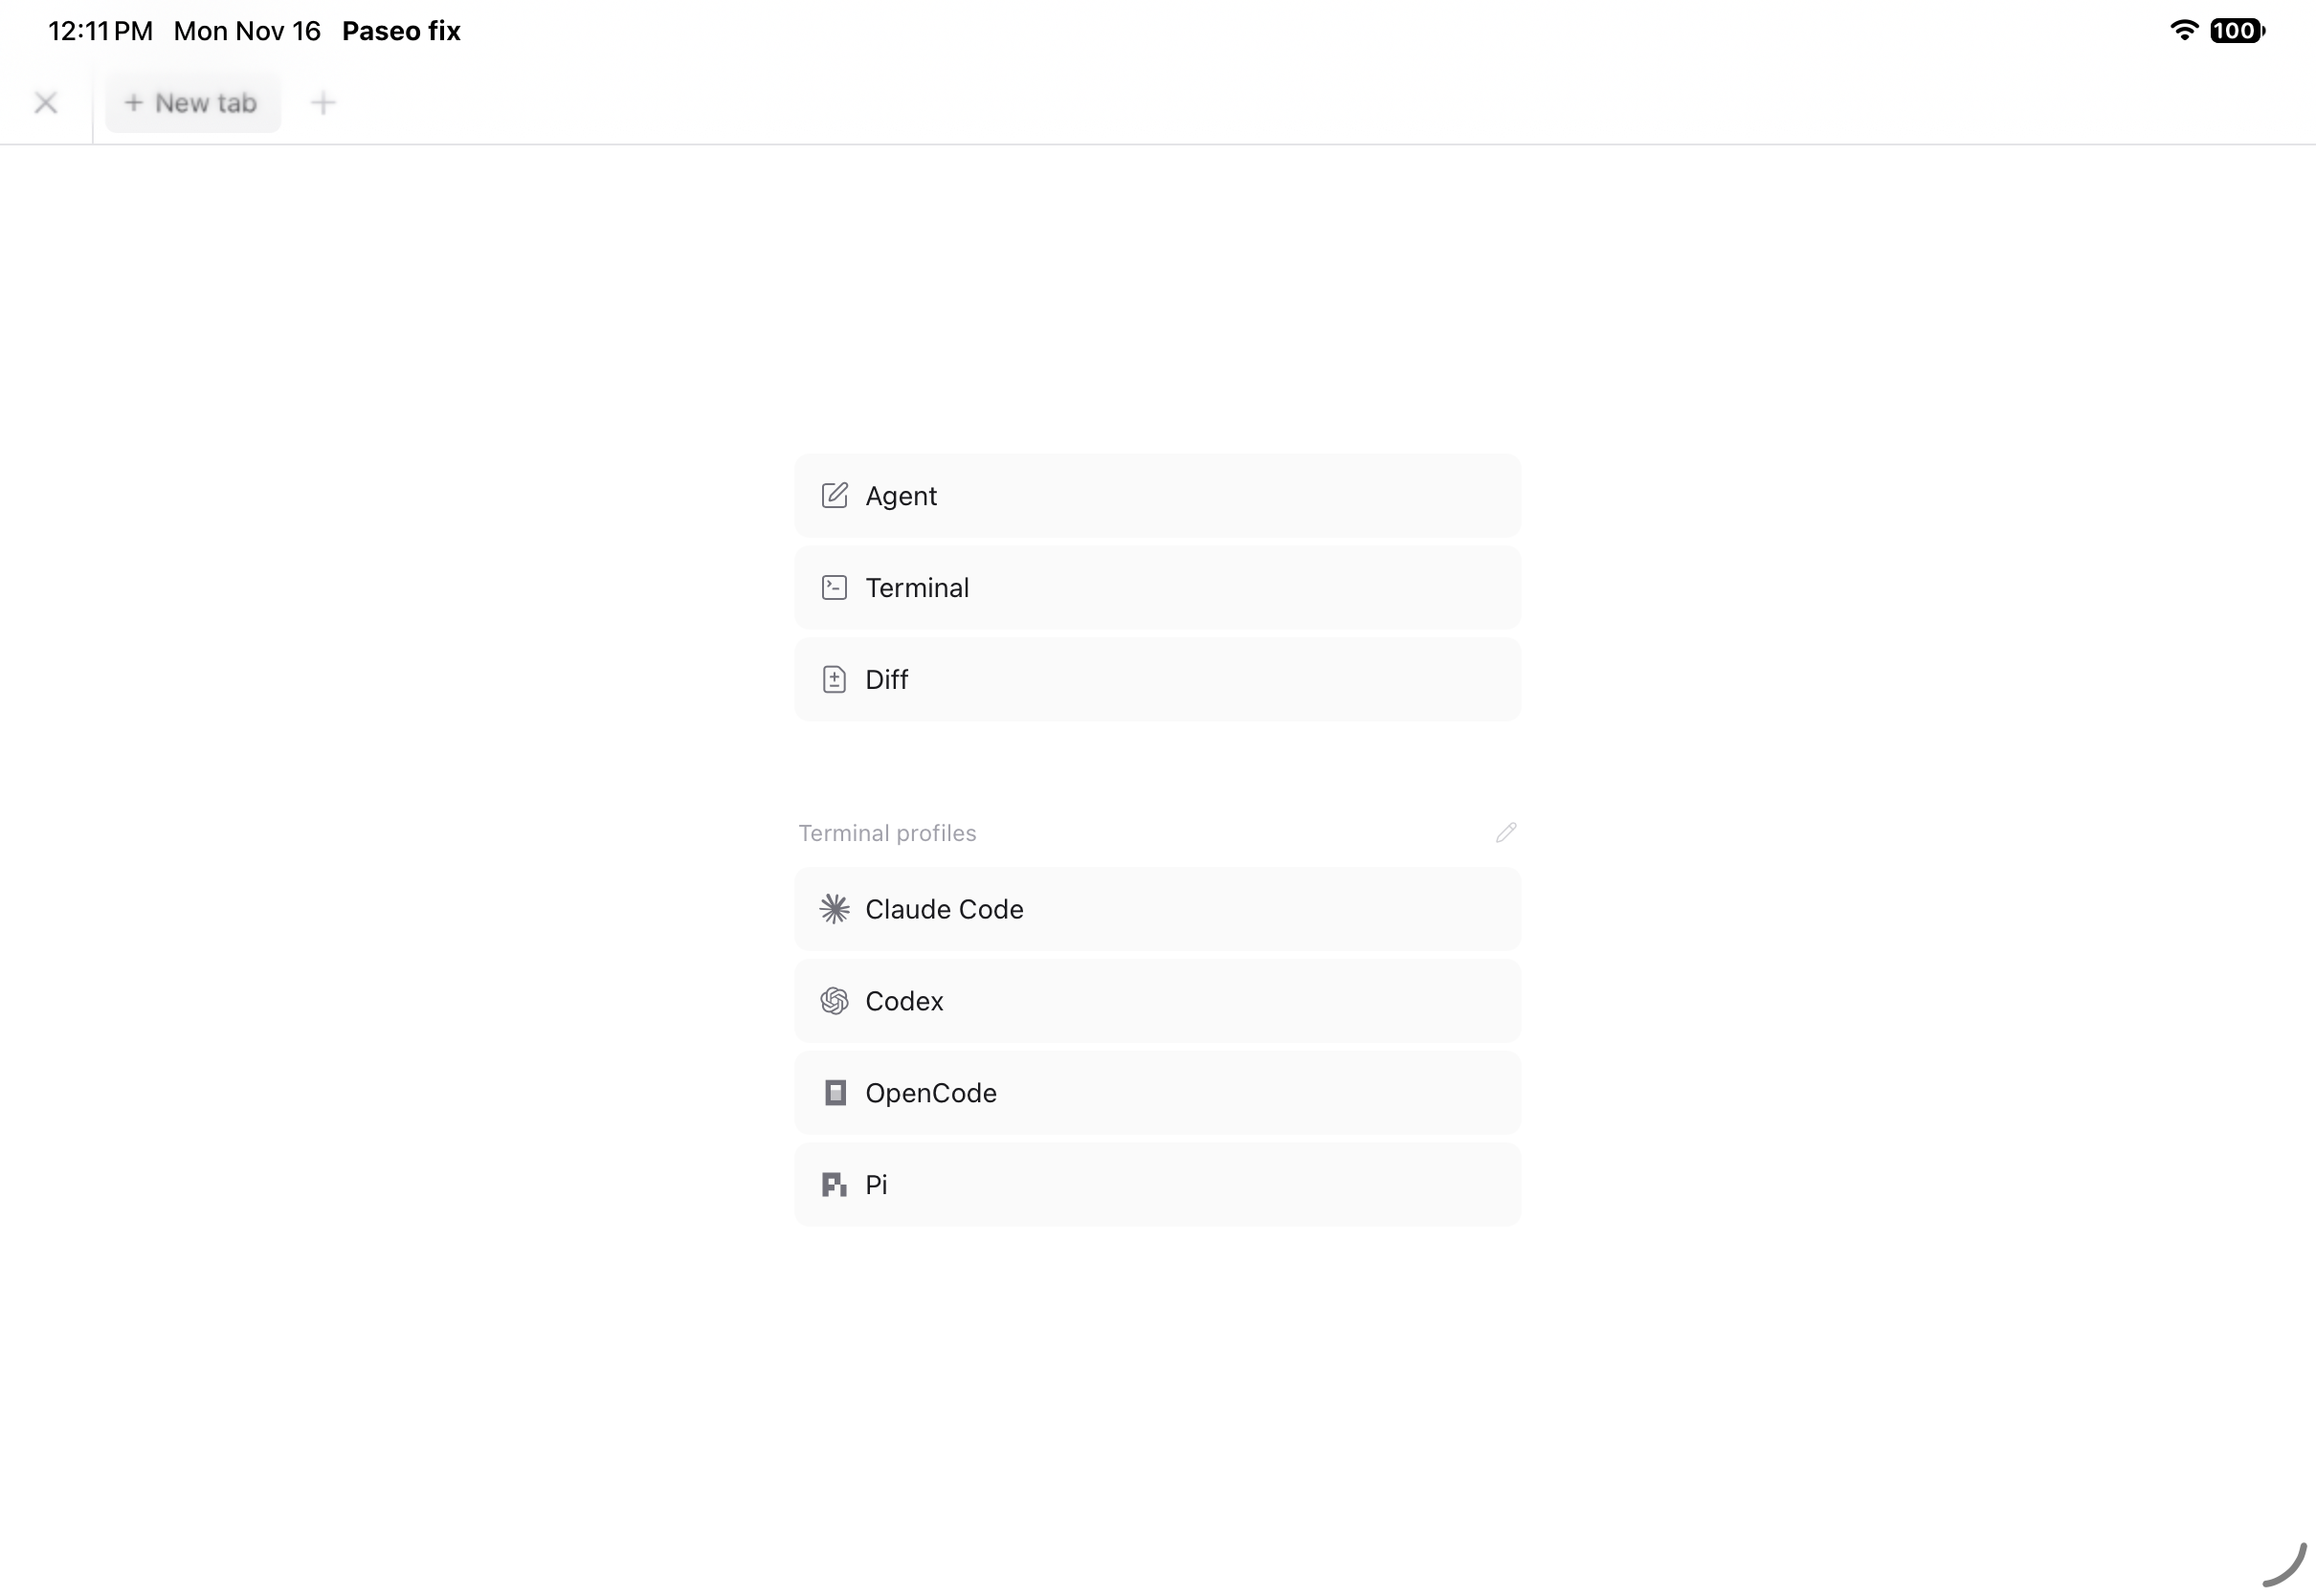 12:11 PM Mon Nov 16 Paseo fix 100
New tab
Agent
Terminal
Diff
Terminal profiles
Claude Code
Codex
OpenCode
Pi